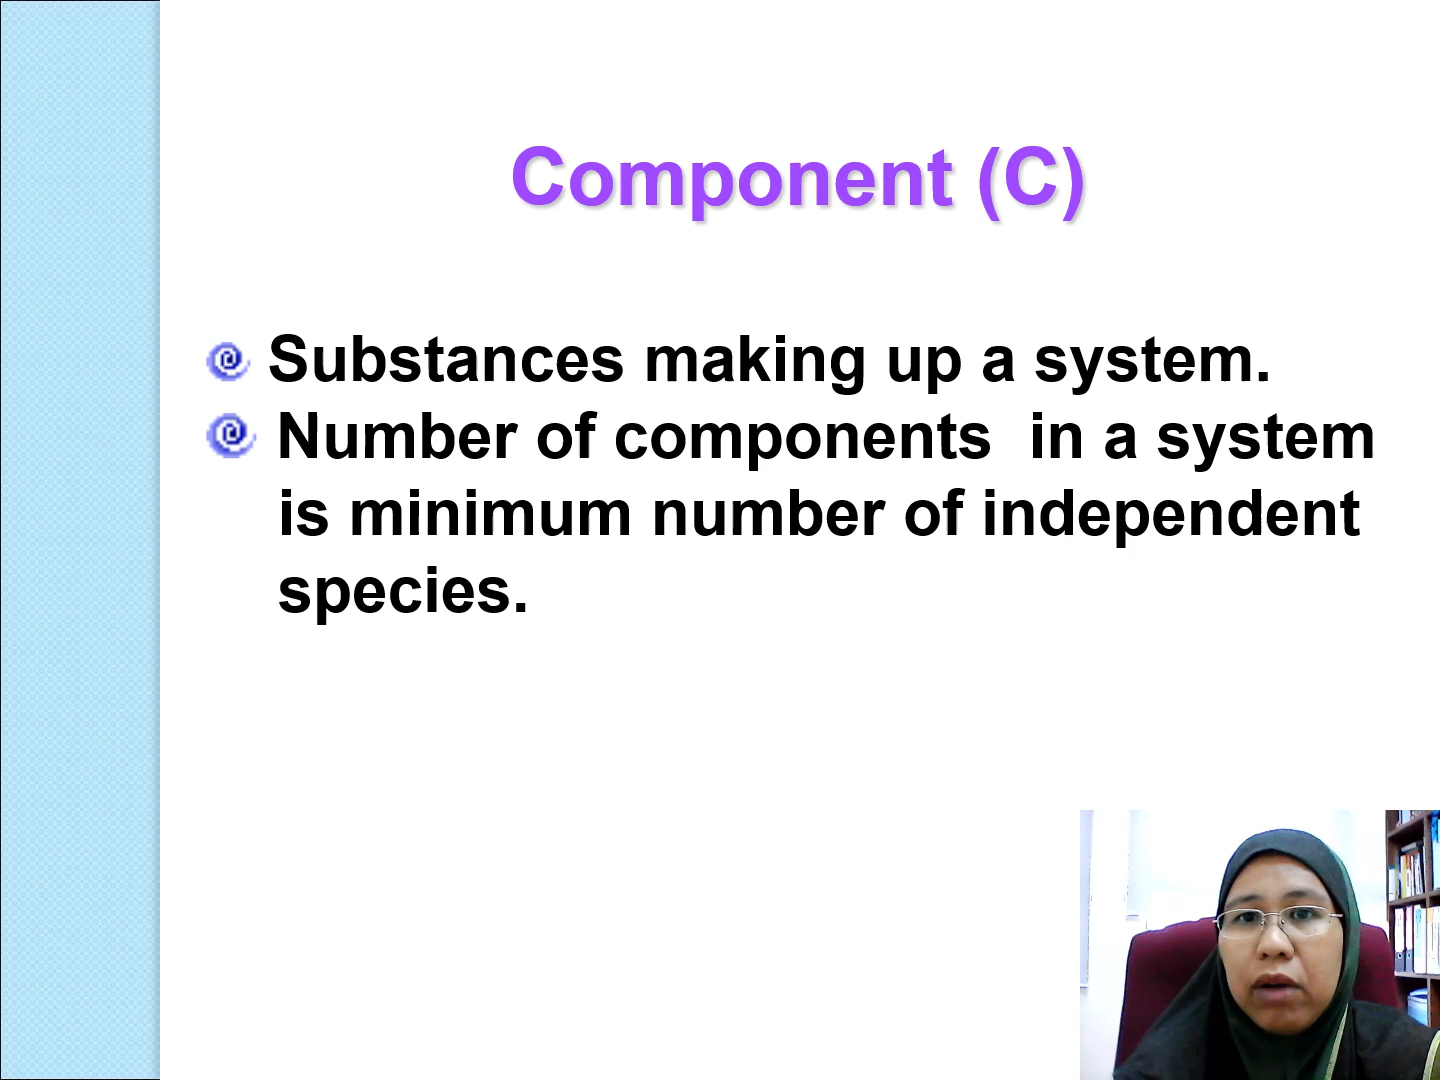 Component (C)
Substances making up a system.
Number of components  in a system
is minimum number of independent
species.